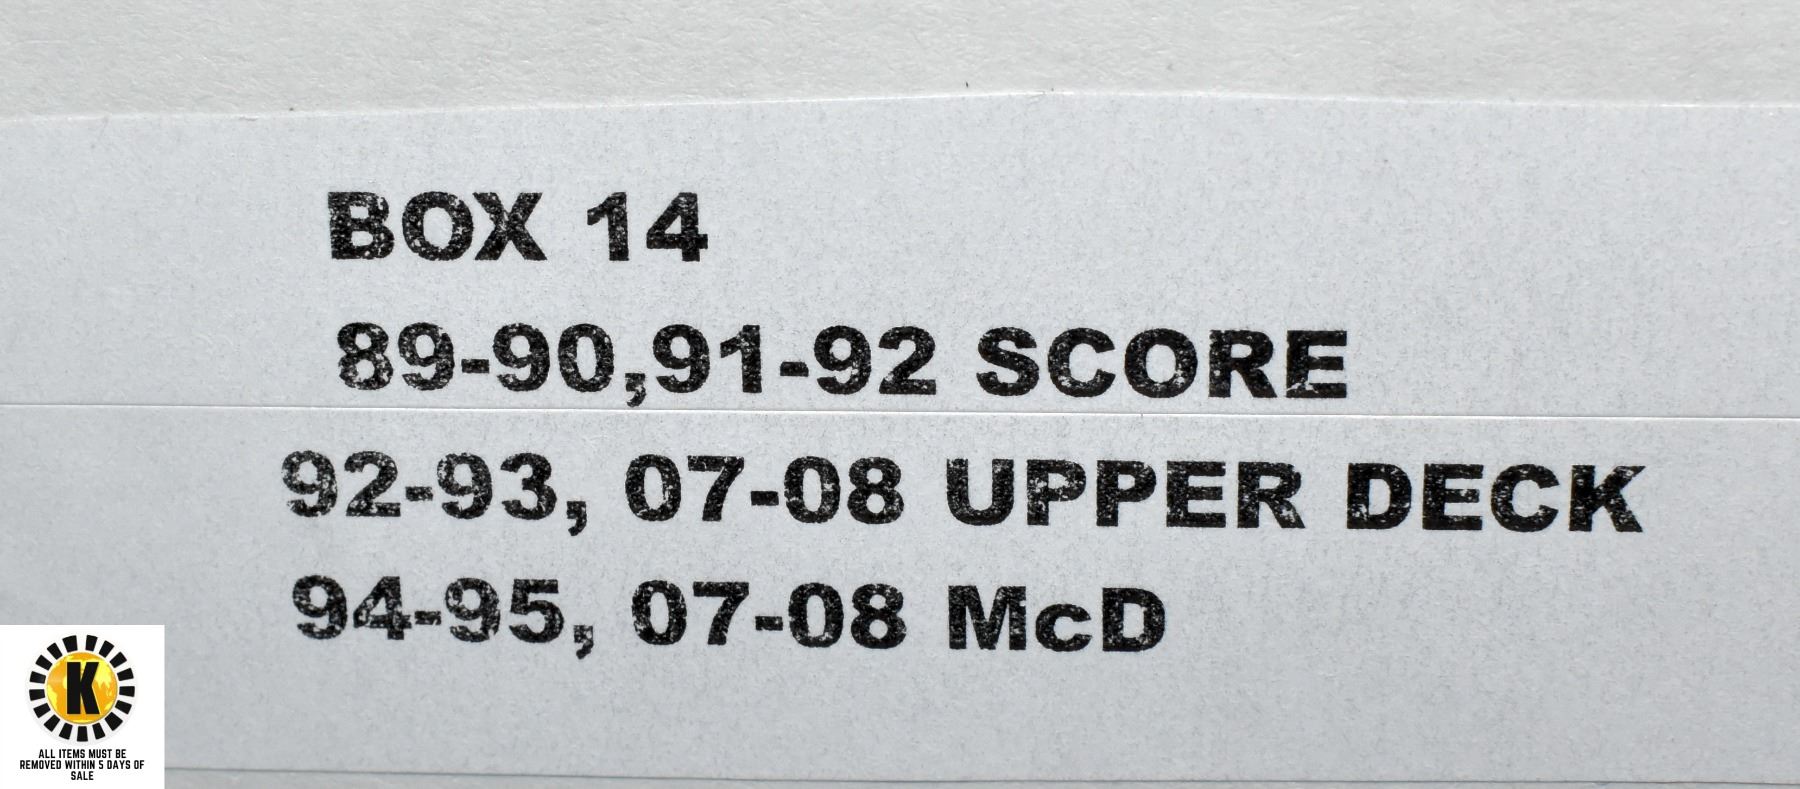 BOX 14
89-90,91-92 SCORE
92-93, 07-08 UPPER DECK
94-95, 07-08 McD
K
ALL ITEMS MUST BE
REMOVED WITHIN 5 DAYS OF
SALE